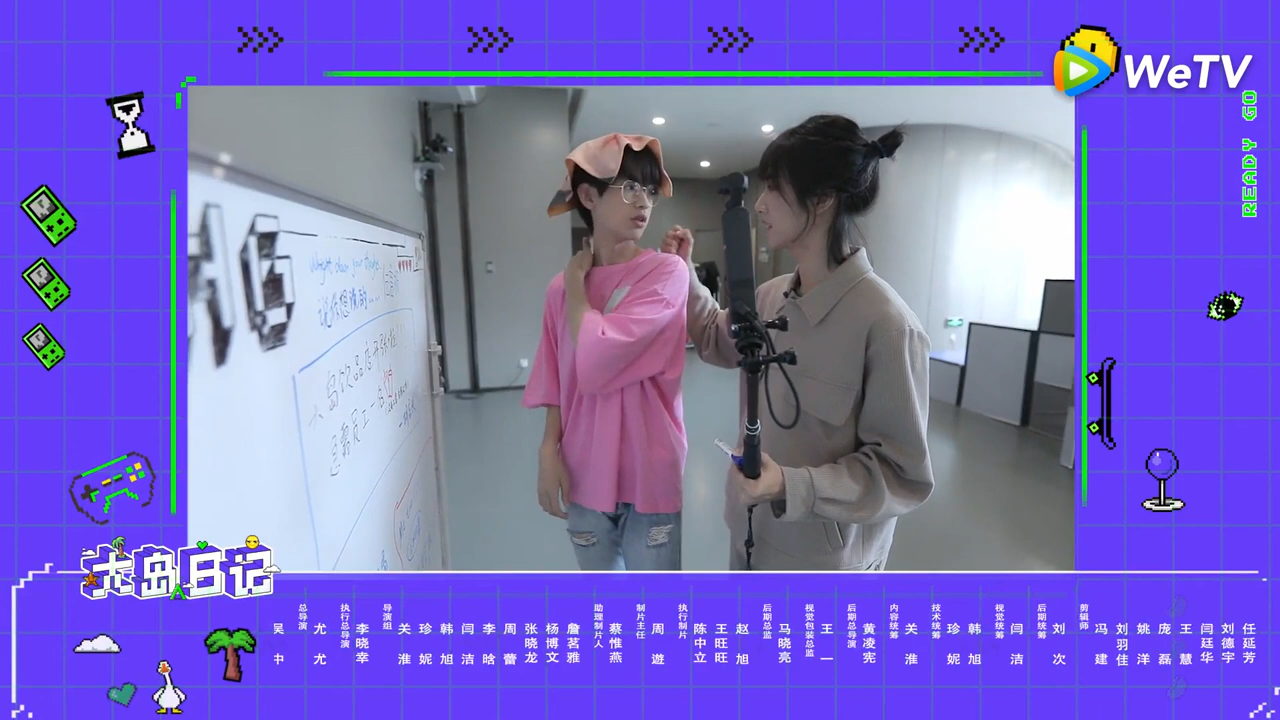 WeTV
READY GO
说你想说的...
大岛日记
总导演
吴 中
尤 尤
执行总导演
李晓幸
导演组
关 淮
珍 妮
韩 旭
闫 洁
李 晗
周 蕾
张晓龙
杨博文
詹茗雅
助理制片人
蔡惟燕
制片主任
周 遊
执行制片
陈中立
王旺旺
赵 旭
后期总监
马晓亮
视觉包装总监
王 一
后期总导演
黄凌宪
内容统筹
关 淮
技术统筹
珍 妮
韩 旭
视觉统筹
闫 洁
后期统筹
刘 次
剪辑师
冯 建
刘羽佳
姚 洋
庞 磊
王 慧
闫廷华
刘德宇
任延芳